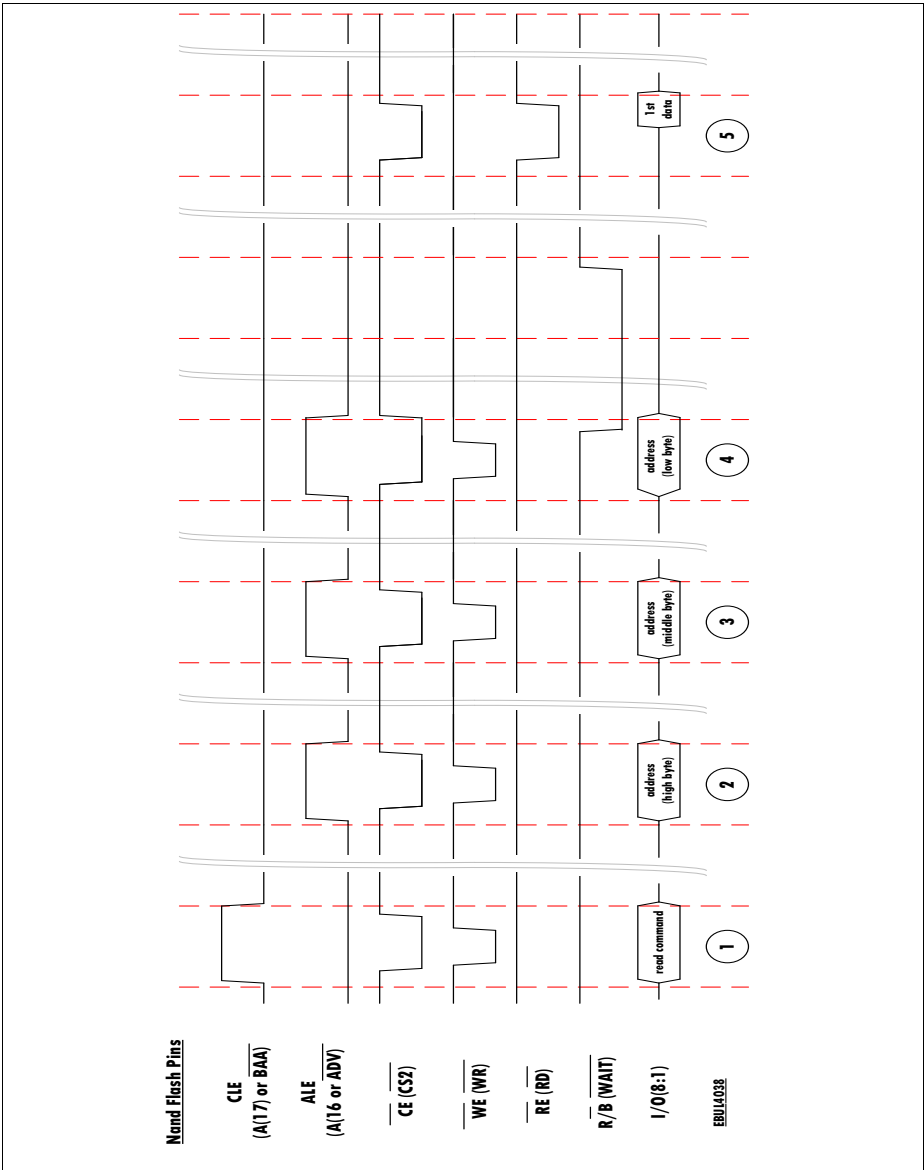 Nand Flash Pins
CLE
(A(17) or BAA)
ALE
(A(16 or ADV)
CE (CS2)
WE (WR)
RE (RD)
R/B (WAIT)
I/O(8:1)
read command
address
(high byte)
address
(middle byte)
address
(low byte)
1st
data
1
2
3
4
5
EBUL4038